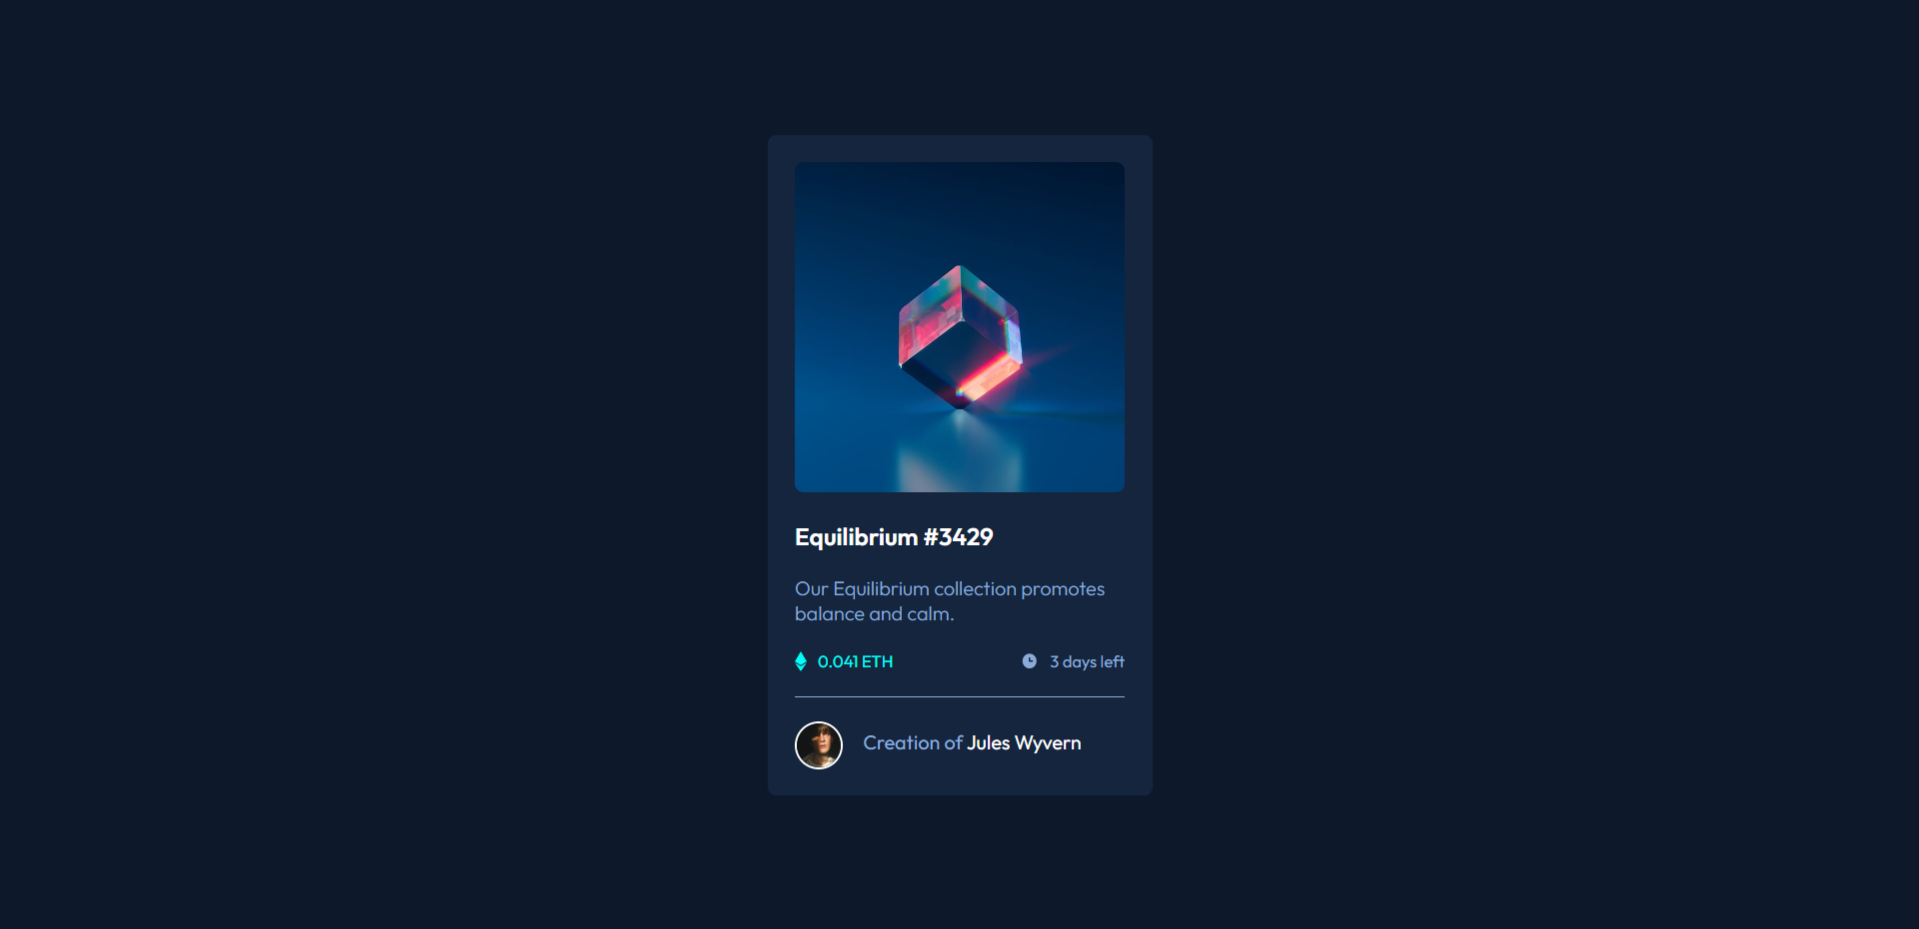 Equilibrium #3429
Our Equilibrium collection promotes
balance and calm.
0.041 ETH
3 days left
Creation of Jules Wyvern